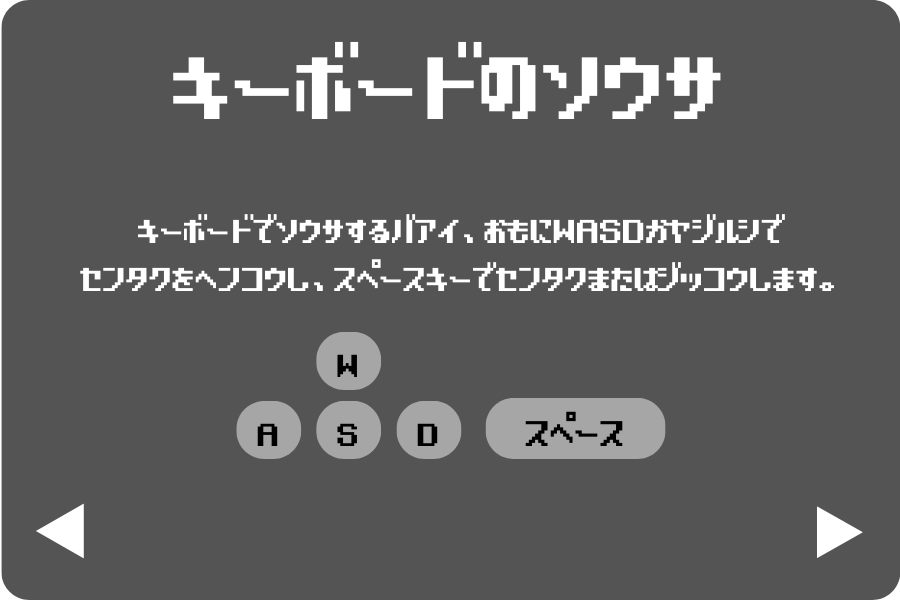 キーボードのソウサ
キーボードでソウサするバアイ、おもにWASDかヤジルシで
センタクをヘンコウし、スペースキーでセンタクまたはジッコウします。
W
A S D スペース